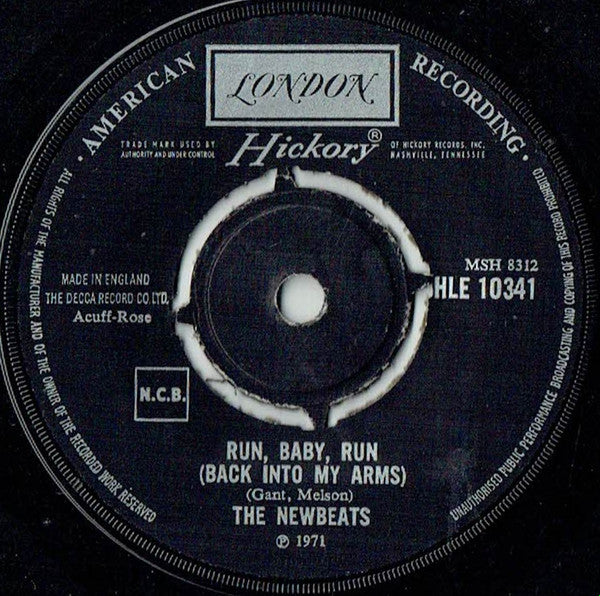 · AMERICAN RECORDING ·
LONDON
Hickory®
TRADE MARK USED BY
AUTHORITY AND UNDER CONTROL
OF HICKORY RECORDS, INC.
NASHVILLE, TENNESSEE
ALL RIGHTS OF THE MANUFACTURER AND OF THE OWNER OF THE RECORDED WORK RESERVED
UNAUTHORISED PUBLIC PERFORMANCE BROADCASTING AND COPYING OF THIS RECORD PROHIBITED
MADE IN ENGLAND
THE DECCA RECORD CO. LTD.
Acuff-Rose
MSH 8312
HLE 10341
N.C.B.
RUN, BABY, RUN
(BACK INTO MY ARMS)
(Gant, Melson)
THE NEWBEATS
℗ 1971